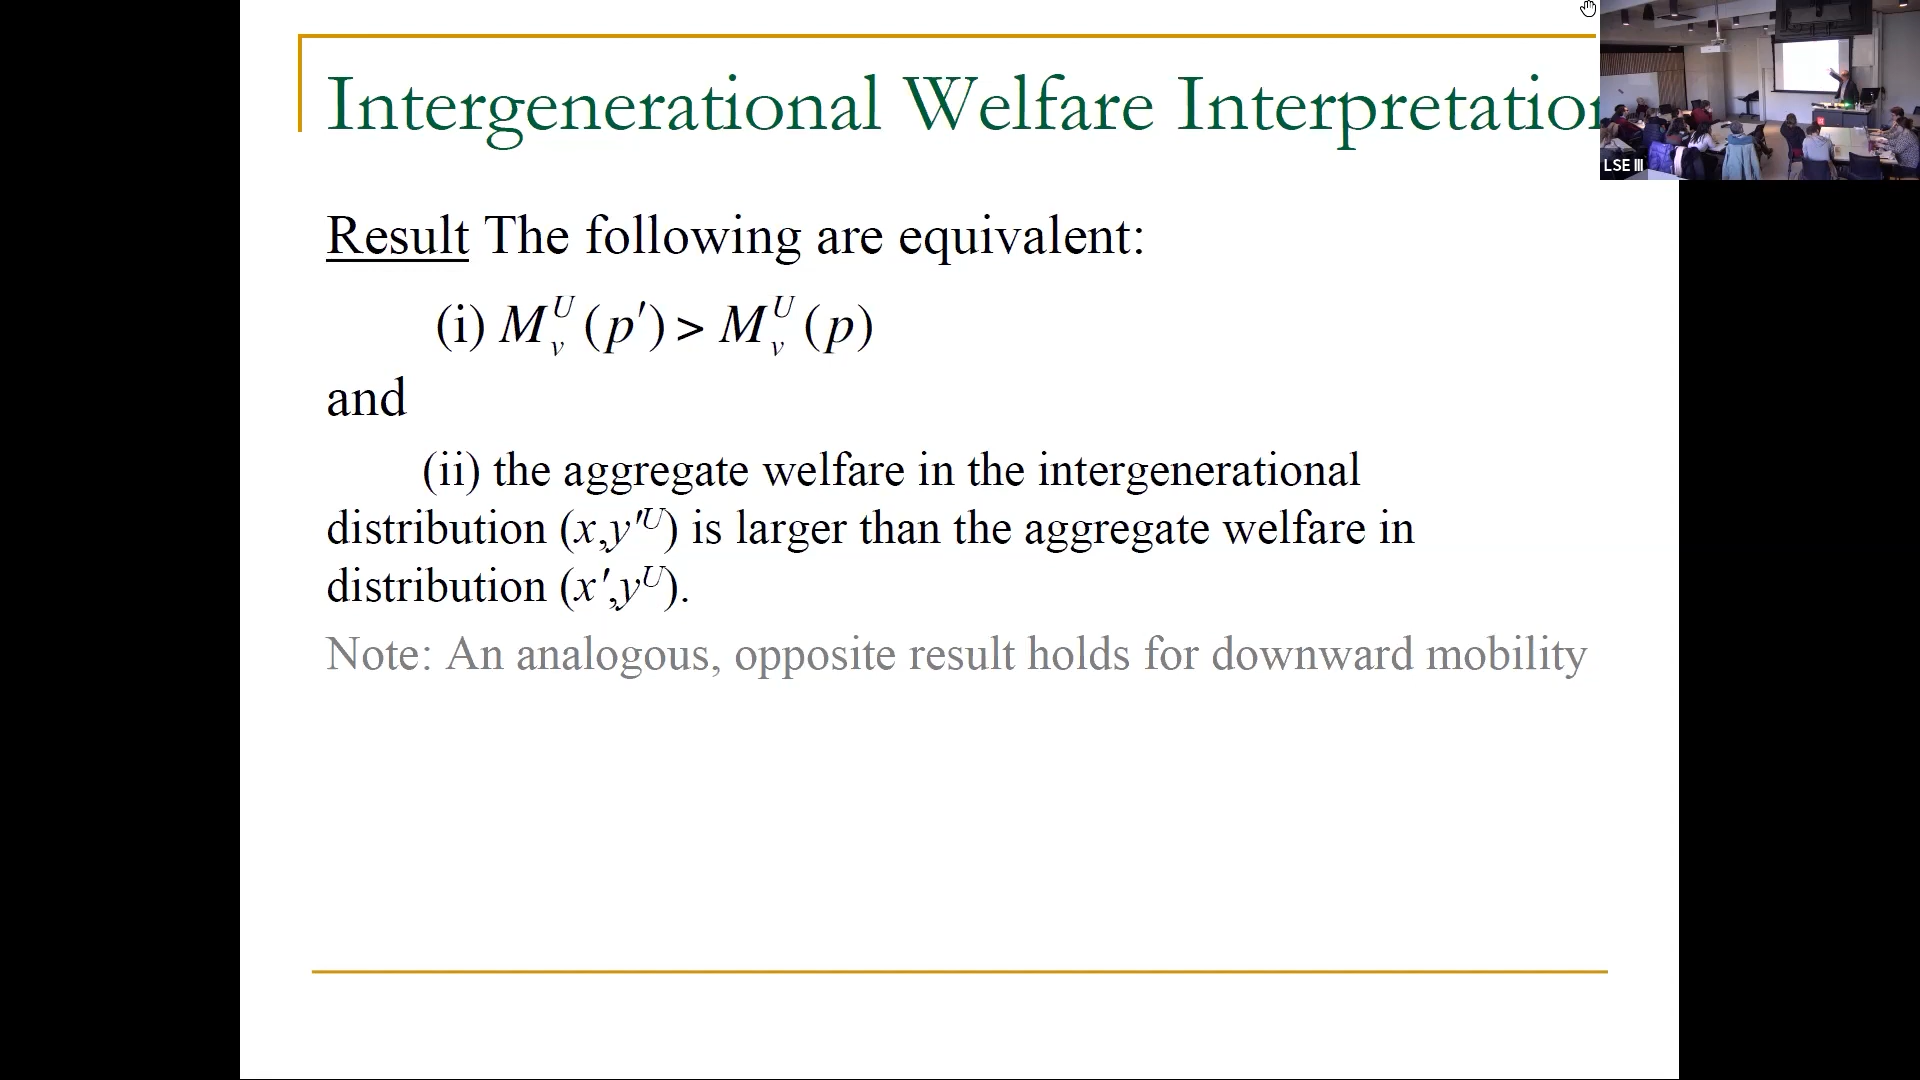 Intergenerational Welfare Interpretation
LSE III
Result The following are equivalent:
(i) M_v^U(p′) > M_v^U(p)
and
(ii) the aggregate welfare in the intergenerational
distribution (x,y′^U) is larger than the aggregate welfare in
distribution (x′,y^U).
Note: An analogous, opposite result holds for downward mobility